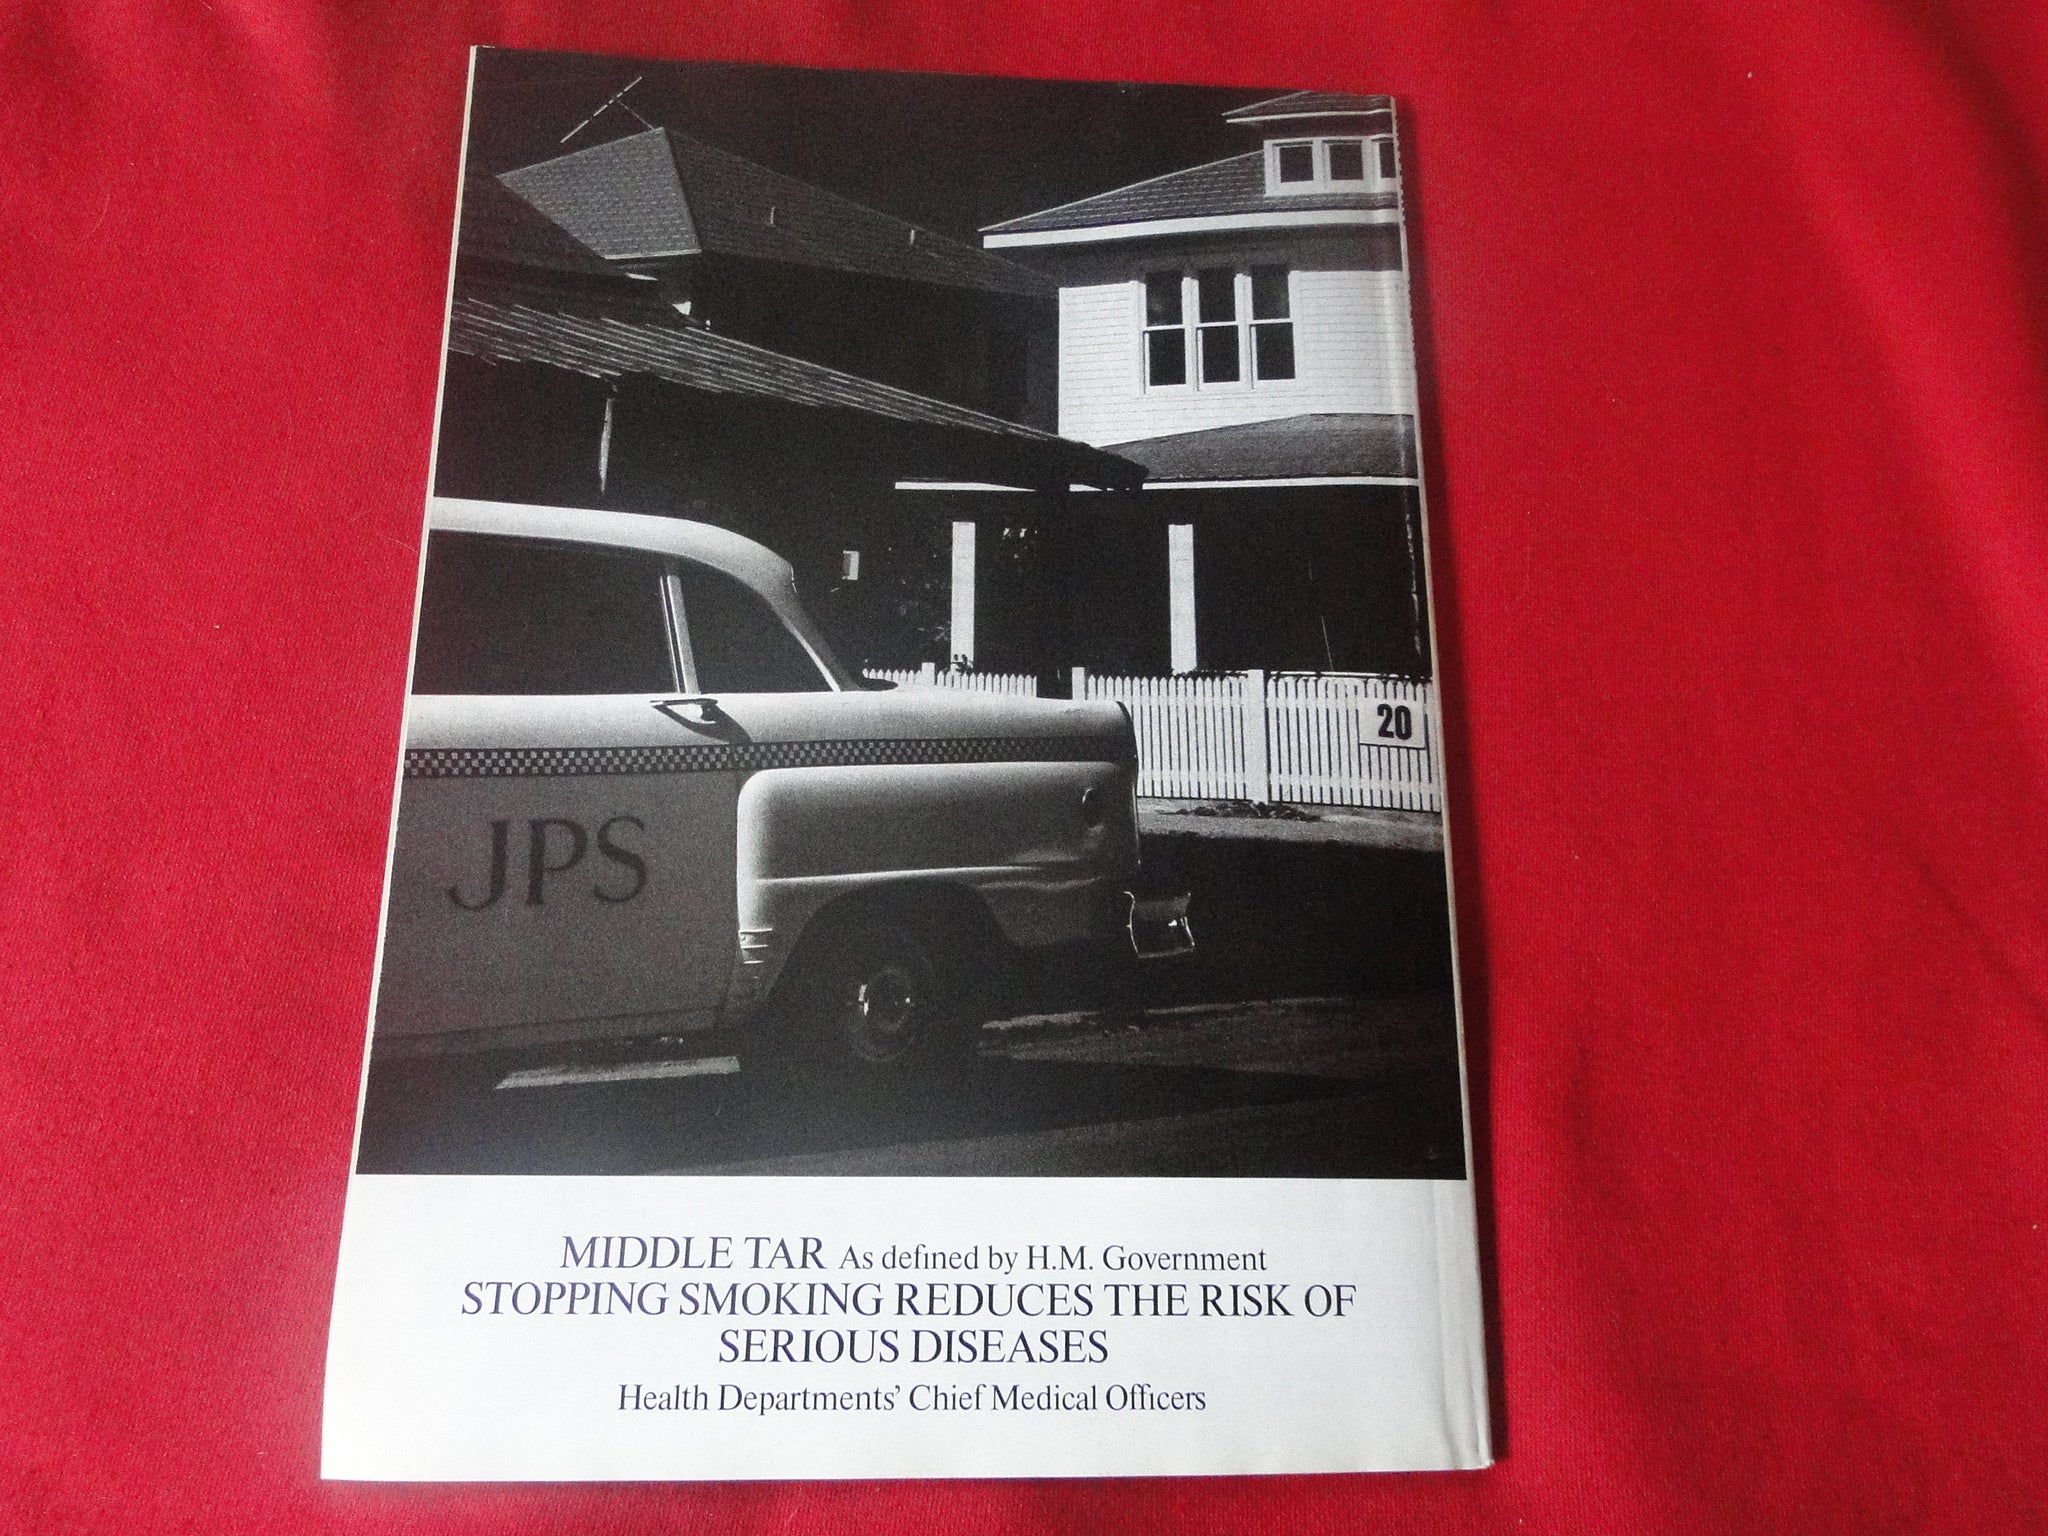 20
JPS
MIDDLE TAR As defined by H.M. Government
STOPPING SMOKING REDUCES THE RISK OF
SERIOUS DISEASES
Health Departments' Chief Medical Officers